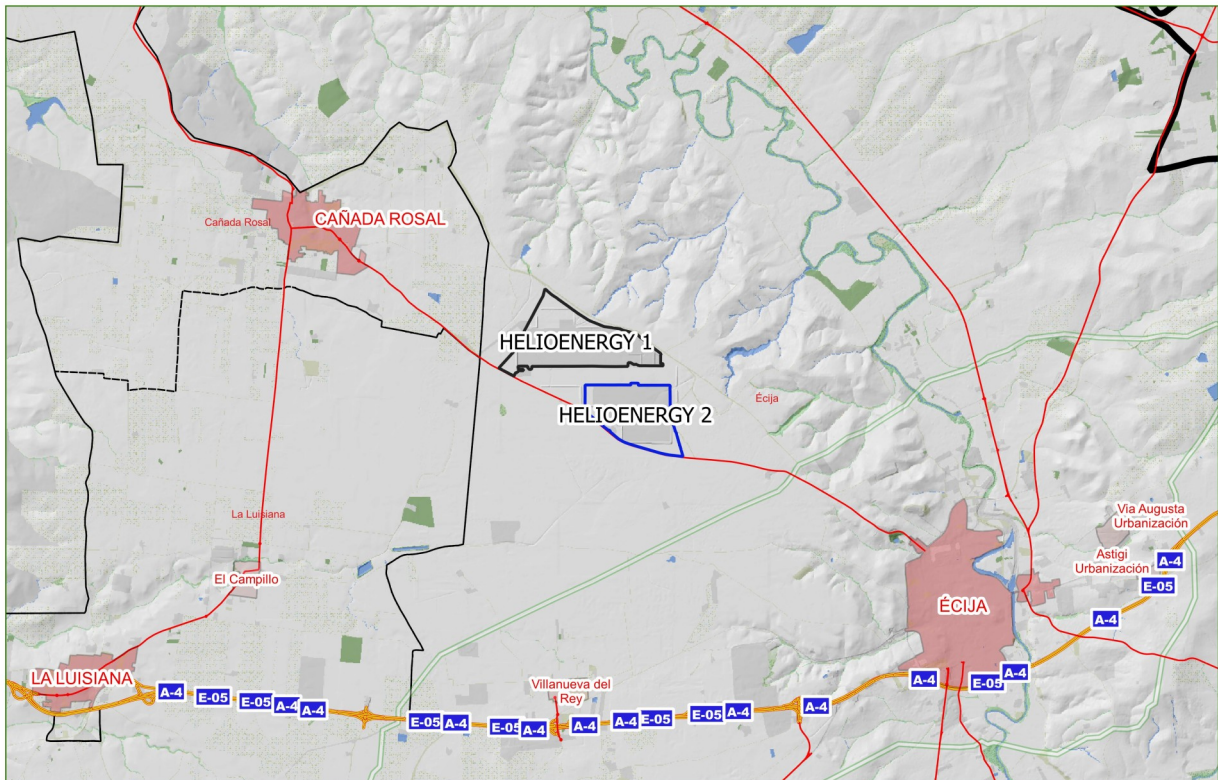 Cañada Rosal
CAÑADA ROSAL
HELIOENERGY 1
HELIOENERGY 2
Écija
La Luisiana
El Campillo
Via Augusta
Urbanización
Astigi
Urbanización
A-4
E-05
A-4
ÉCIJA
LA LUISIANA
Villanueva del
Rey
A-4
E-05
E-05
A-4
A-4
E-05
A-4
E-05
A-4
A-4
E-05
E-05
A-4
A-4
A-4
E-05
A-4